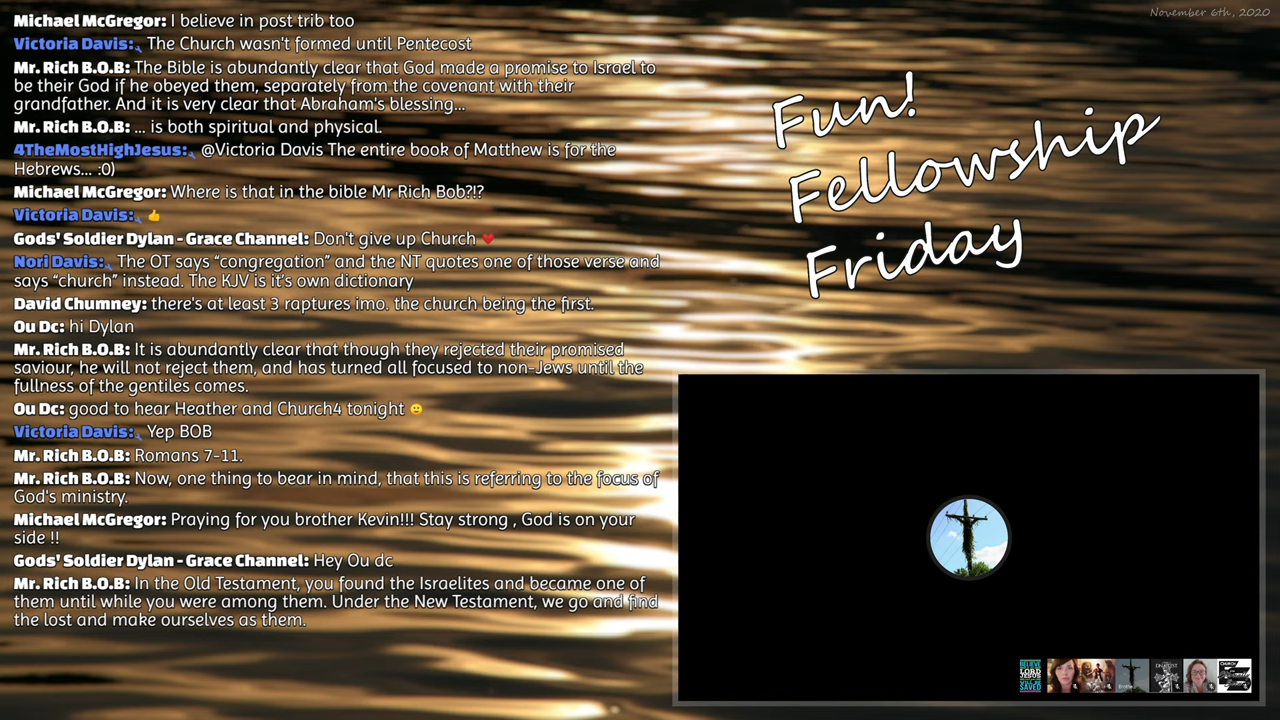 November 6th, 2020
Michael McGregor: I believe in post trib too
Victoria Davis: The Church wasn't formed until Pentecost
Mr. Rich B.O.B: The Bible is abundantly clear that God made a promise to Israel to
be their God if he obeyed them, separately from the covenant with their
grandfather. And it is very clear that Abraham's blessing...
Mr. Rich B.O.B: ... is both spiritual and physical.
4TheMostHighJesus: @Victoria Davis The entire book of Matthew is for the
Hebrews... :0)
Michael McGregor: Where is that in the bible Mr Rich Bob?!?
Victoria Davis: 👍
Gods' Soldier Dylan - Grace Channel: Don't give up Church ❤️
Nori Davis: The OT says “congregation” and the NT quotes one of those verse and
says “church” instead. The KJV is it’s own dictionary
David Chumney: there's at least 3 raptures imo. the church being the first.
Ou Dc: hi Dylan
Mr. Rich B.O.B: It is abundantly clear that though they rejected their promised
saviour, he will not reject them, and has turned all focused to non-Jews until the
fullness of the gentiles comes.
Ou Dc: good to hear Heather and Church4 tonight 🙂
Victoria Davis: Yep BOB
Mr. Rich B.O.B: Romans 7-11.
Mr. Rich B.O.B: Now, one thing to bear in mind, that this is referring to the focus of
God's ministry.
Michael McGregor: Praying for you brother Kevin!!! Stay strong , God is on your
side !!
Gods' Soldier Dylan - Grace Channel: Hey Ou dc
Mr. Rich B.O.B: In the Old Testament, you found the Israelites and became one of
them until while you were among them. Under the New Testament, we go and find
the lost and make ourselves as them.
Fun!
Fellowship
Friday
BELIEVE
LORD
JESUS
SAVED